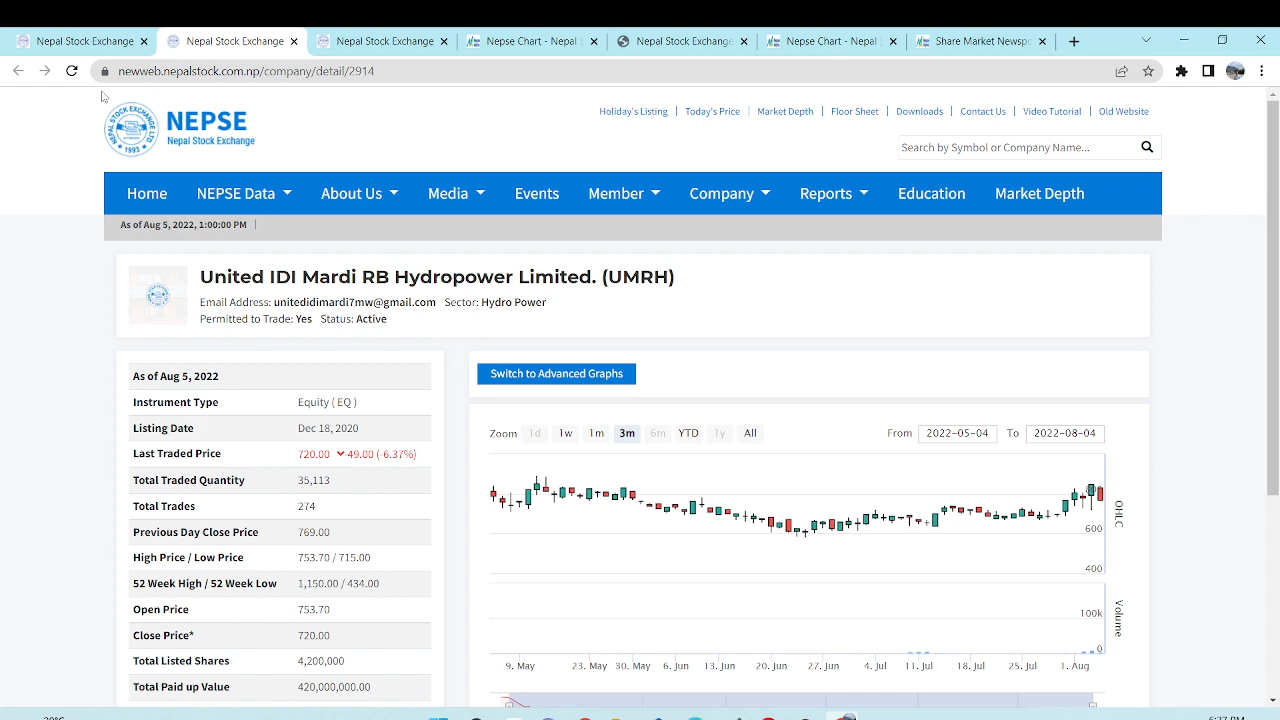 Nepal Stock Exchange
Nepal Stock Exchange
Nepal Stock Exchange
Nepse Chart - Nepal S
Nepal Stock Exchange
Nepse Chart - Nepal
Share Market Newspo
newweb.nepalstock.com.np/company/detail/2914
NEPSE
Nepal Stock Exchange
NEPAL STOCK EXCHANGE LTD.
1993
Holiday's Listing
Today's Price
Market Depth
Floor Sheet
Downloads
Contact Us
Video Tutorial
Old Website
Search by Symbol or Company Name...
Home
NEPSE Data
About Us
Media
Events
Member
Company
Reports
Education
Market Depth
As of Aug 5, 2022, 1:00:00 PM
United IDI Mardi RB Hydropower Limited. (UMRH)
Email Address: unitedidimardi7mw@gmail.com Sector: Hydro Power
Permitted to Trade: Yes Status: Active
As of Aug 5, 2022
Instrument Type Equity ( EQ )
Listing Date Dec 18, 2020
Last Traded Price 720.00 -49.00 (-6.37%)
Total Traded Quantity 35,113
Total Trades 274
Previous Day Close Price 769.00
High Price / Low Price 753.70 / 715.00
52 Week High / 52 Week Low 1,150.00 / 434.00
Open Price 753.70
Close Price* 720.00
Total Listed Shares 4,200,000
Total Paid up Value 420,000,000.00
Switch to Advanced Graphs
Zoom 1d 1w 1m 3m 6m YTD 1y All
From 2022-05-04 To 2022-08-04
600
400
OHLC
100k
0
Volume
9. May 23. May 30. May 6. Jun 13. Jun 20. Jun 27. Jun 4. Jul 11. Jul 18. Jul 25. Jul 1. Aug